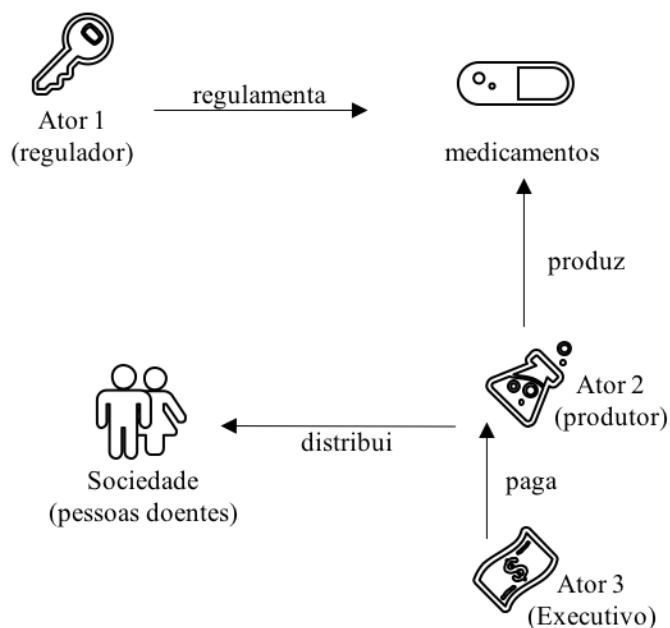 regulamenta
Ator 1
(regulador)
medicamentos
produz
Ator 2
(produtor)
distribui
Sociedade
(pessoas doentes)
paga
$
Ator 3
(Executivo)